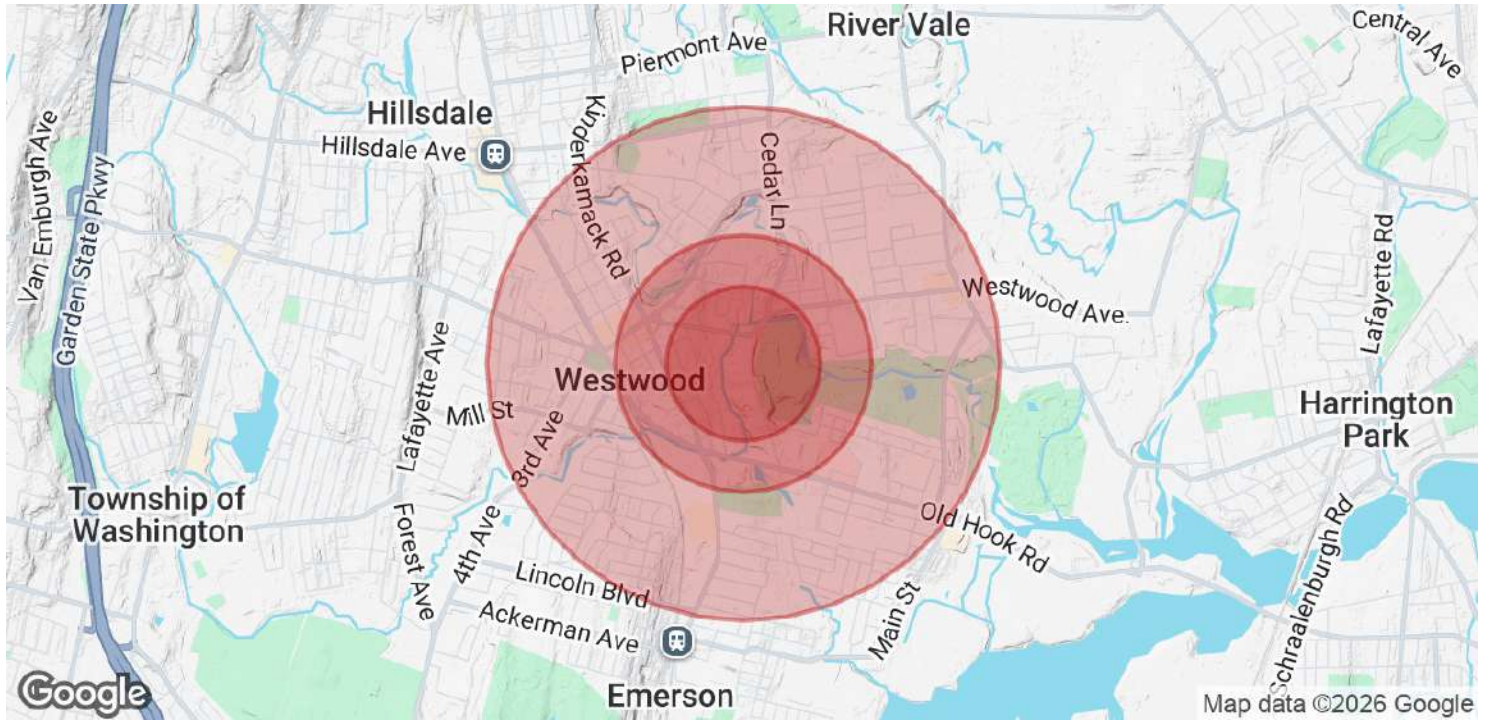 River Vale
Central Ave
Piermont Ave
Hillsdale
Hillsdale Ave
Kinderkamack Rd
Cedar Ln
Van Emburgh Ave
Garden State Pkwy
Westwood Ave.
Lafayette Rd
Lafayette Ave
Westwood
Mill St
3rd Ave
Harrington
Park
Township of
Washington
Forest Ave
4th Ave
Old Hook Rd
Lincoln Blvd
Ackerman Ave
Main St
Schraalenburgh Rd
Emerson
Google
Map data ©2026 Google